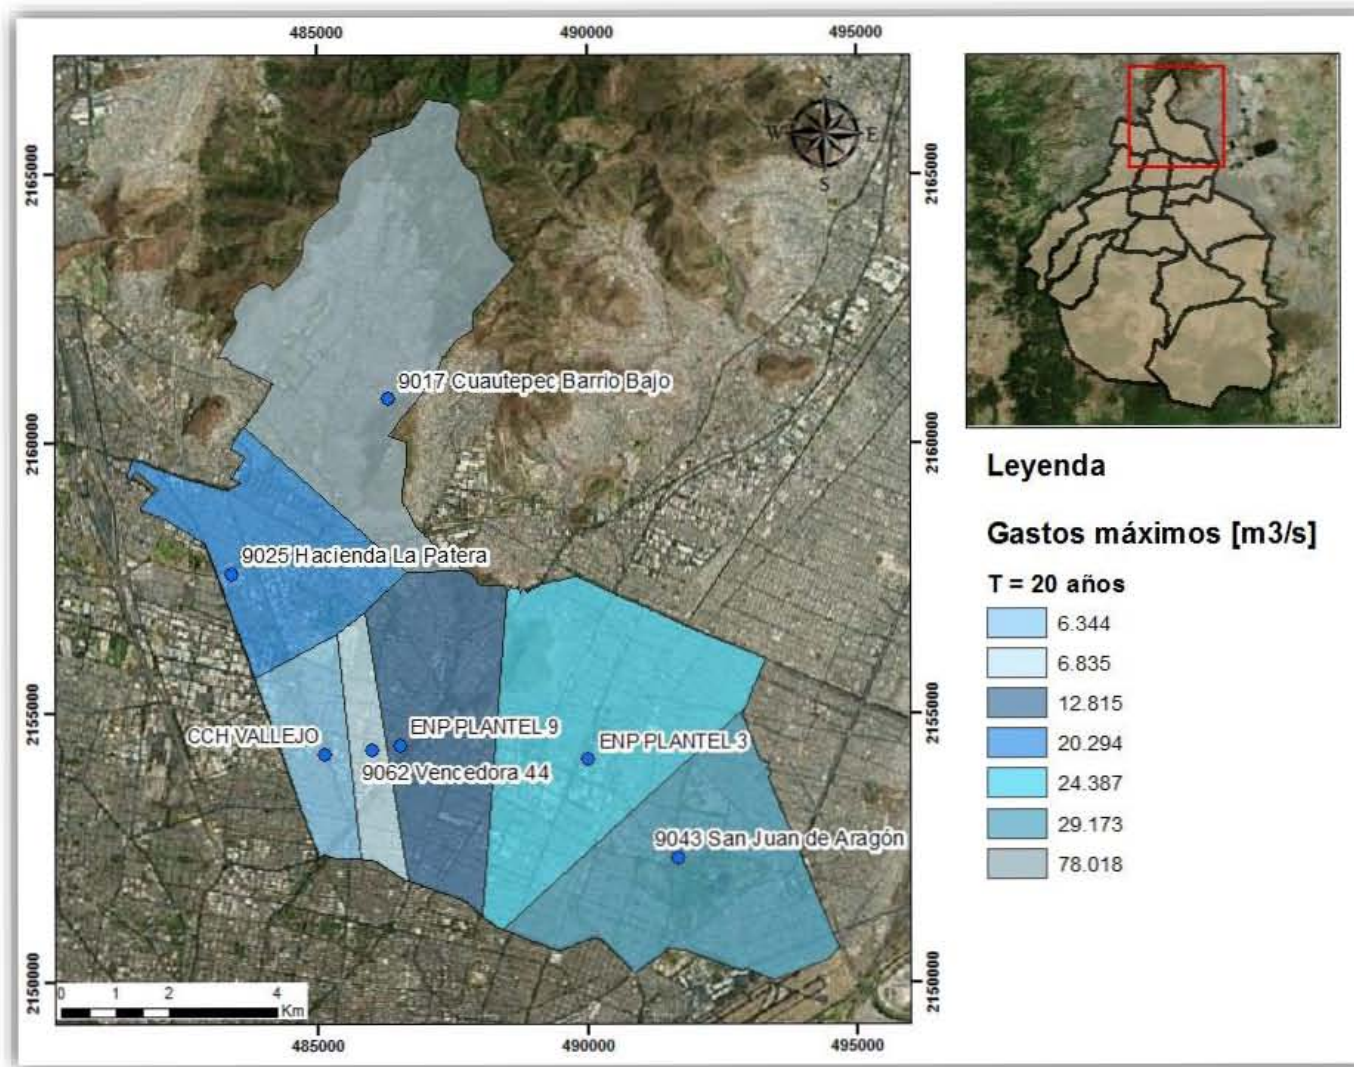 485000 490000 495000
W E
S
2165000 2165000
9017 Cuautepec Barrio Bajo
2160000 2160000
9025 Hacienda La Patera
2155000 2155000
CCH VALLEJO
ENP PLANTEL 9
9062 Vencedora 44
ENP PLANTEL 3
9043 San Juan de Aragón
2150000 2150000
0 1 2 4
Km
485000 490000 495000
Leyenda
Gastos máximos [m3/s]
T = 20 años
6.344
6.835
12.815
20.294
24.387
29.173
78.018